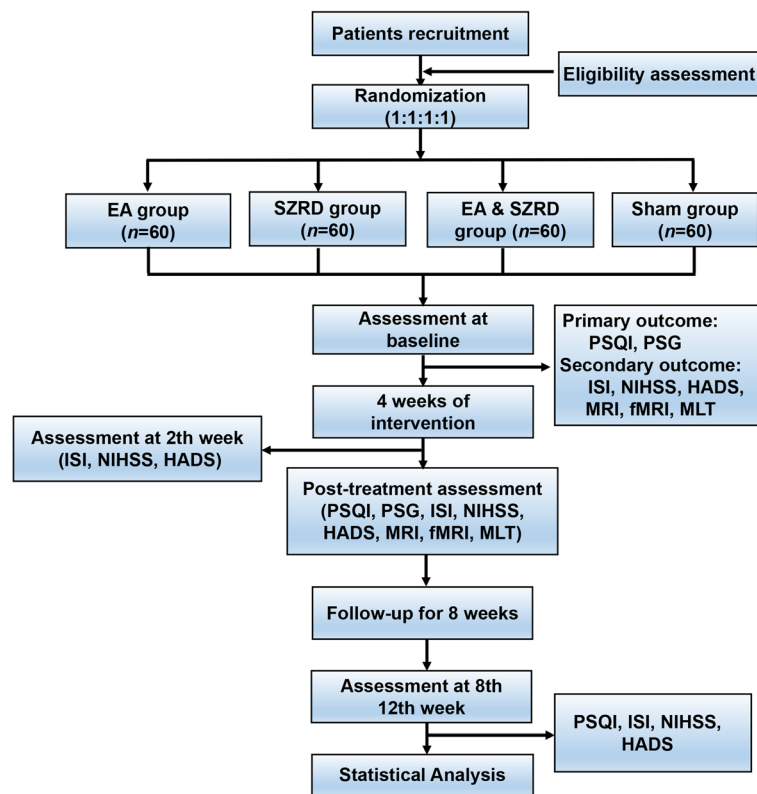 Patients recruitment
Eligibility assessment
Randomization
(1:1:1:1)
EA group
(n=60)
SZRD group
(n=60)
EA & SZRD
group (n=60)
Sham group
(n=60)
Assessment at
baseline
Primary outcome:
PSQI, PSG
Secondary outcome:
ISI, NIHSS, HADS,
MRI, fMRI, MLT
4 weeks of
intervention
Assessment at 2th week
(ISI, NIHSS, HADS)
Post-treatment assessment
(PSQI, PSG, ISI, NIHSS,
HADS, MRI, fMRI, MLT)
Follow-up for 8 weeks
Assessment at 8th
12th week
PSQI, ISI, NIHSS,
HADS
Statistical Analysis